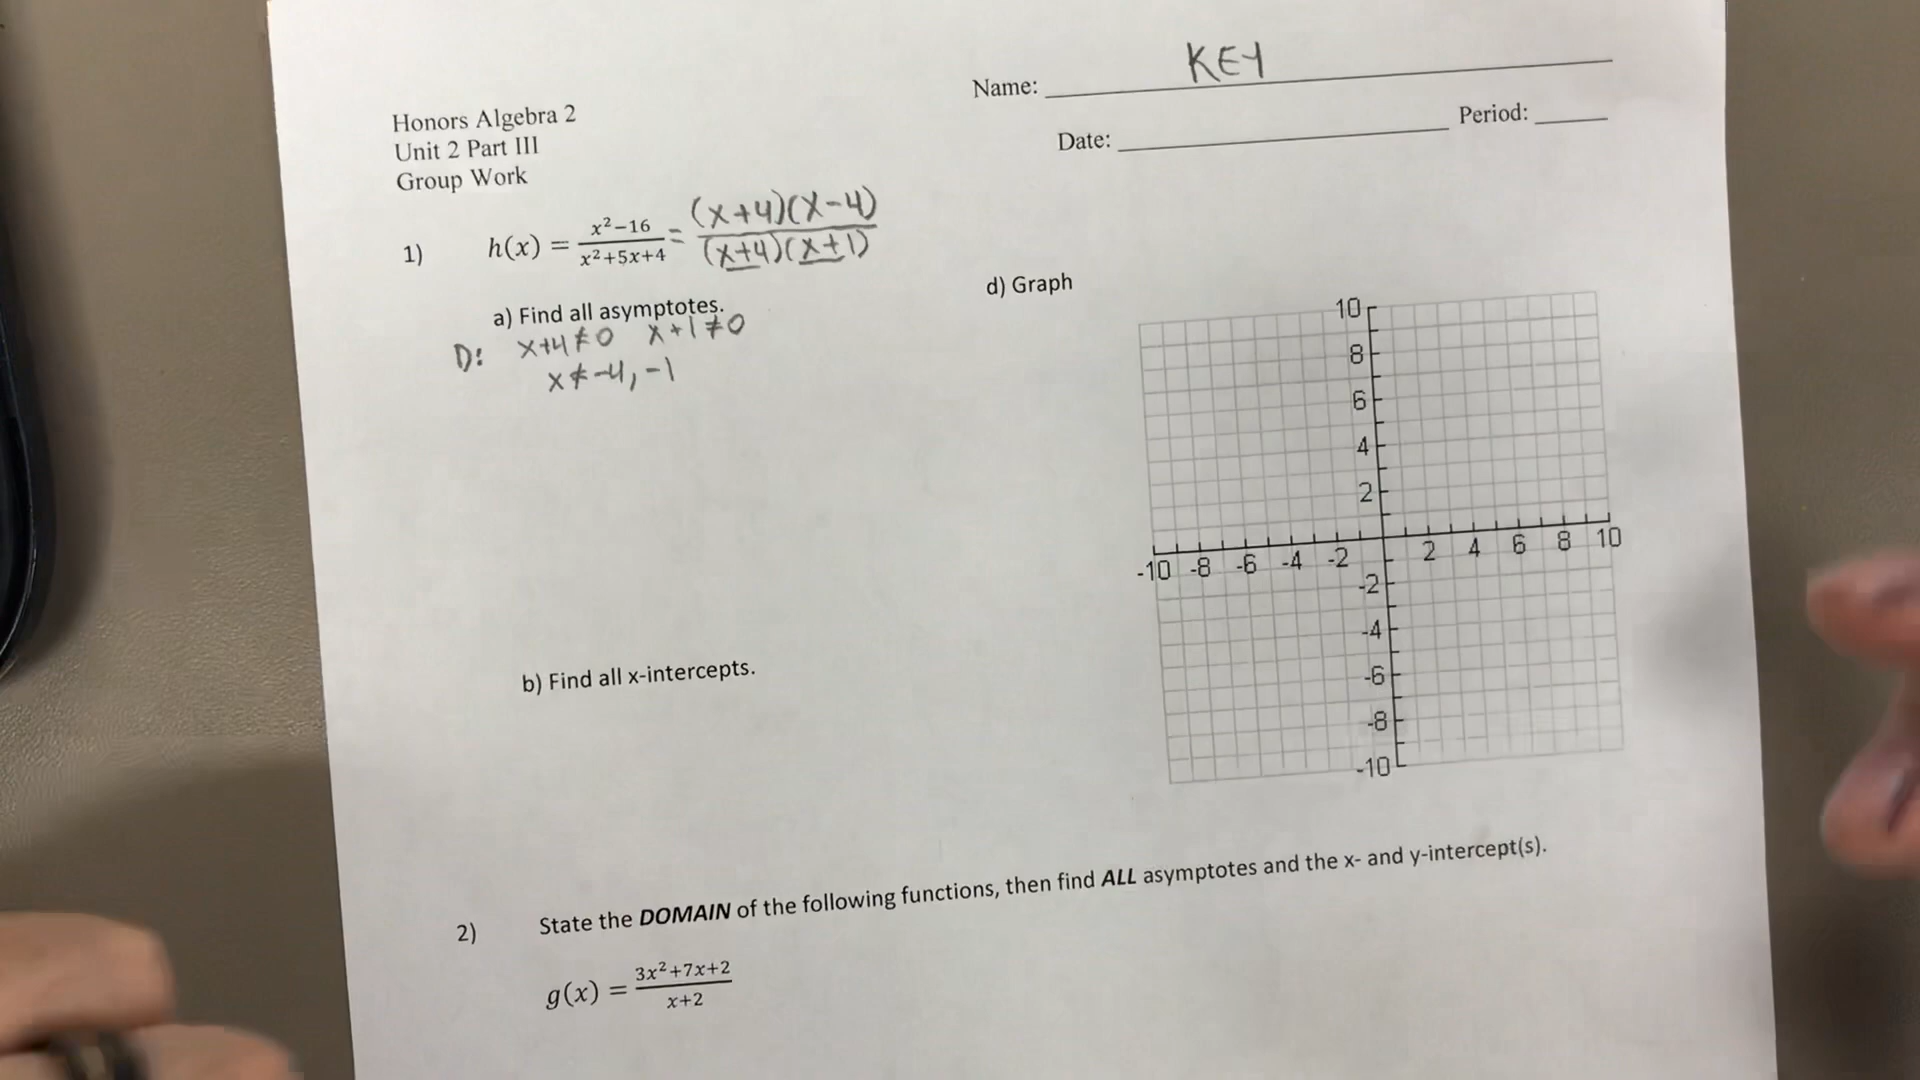 Name: KEY
Honors Algebra 2
Date: Period:
Unit 2 Part III
Group Work
1) h(x) = x²-16 / x²+5x+4 = (x+4)(x-4) / (x+4)(x+1)
d) Graph
a) Find all asymptotes.
D: x+4≠0 x+1≠0
x≠-4, -1
10
8
6
4
2
-10 -8 -6 -4 -2 2 4 6 8 10
-2
-4
-6
-8
-10
b) Find all x-intercepts.
2) State the DOMAIN of the following functions, then find ALL asymptotes and the x- and y-intercept(s).
g(x) = 3x²+7x+2 / x+2